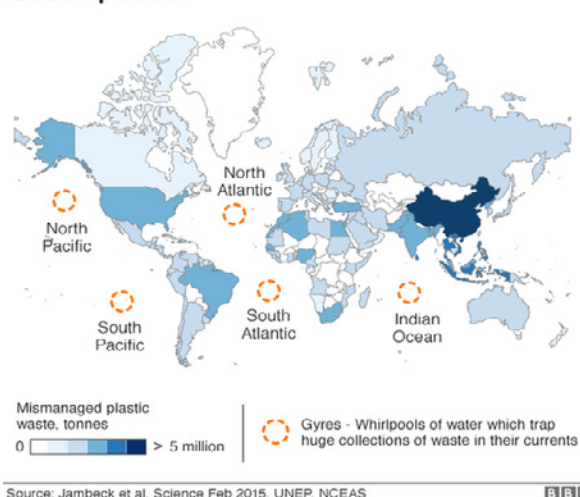 North
Atlantic
North
Pacific
South
Pacific
South
Atlantic
Indian
Ocean
Mismanaged plastic
waste, tonnes
0 > 5 million
Gyres - Whirlpools of water which trap
huge collections of waste in their currents
Source: Jambeck et al, Science Feb 2015, UNEP, NCEAS
BB